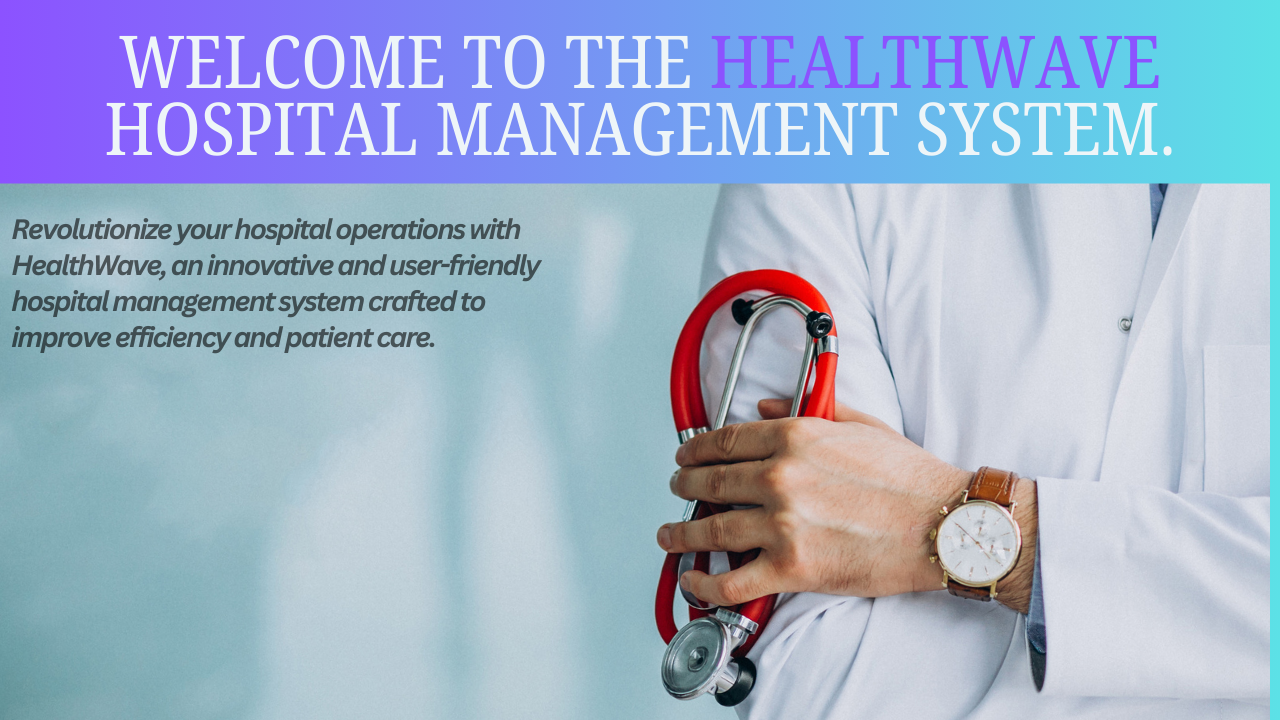 WELCOME TO THE HEALTHWAVE
HOSPITAL MANAGEMENT SYSTEM.
Revolutionize your hospital operations with
HealthWave, an innovative and user-friendly
hospital management system crafted to
improve efficiency and patient care.